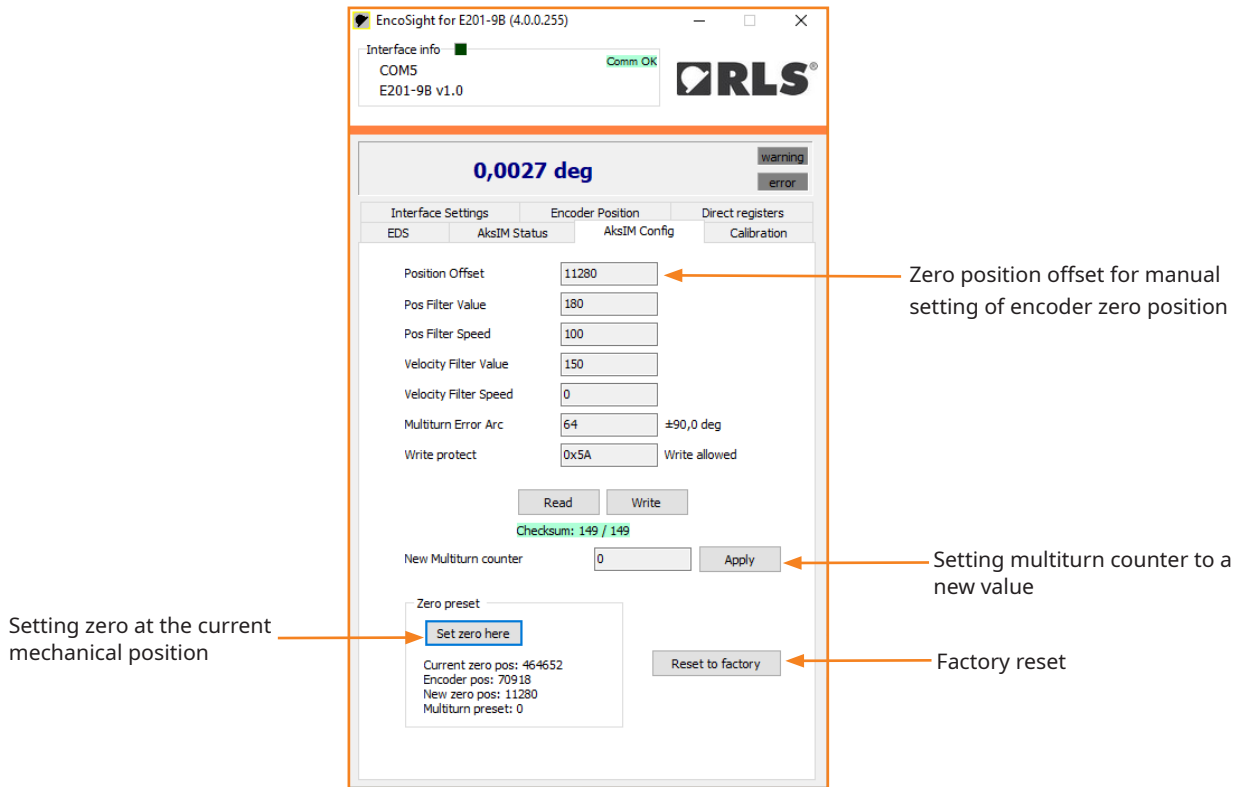 EncoSight for E201-9B (4.0.0.255)
Interface info
COM5
Comm OK
E201-9B v1.0
RLS®
0,0027 deg
warning
error
Interface Settings
Encoder Position
Direct registers
EDS
AksIM Status
AksIM Config
Calibration
Position Offset 11280
Pos Filter Value 180
Pos Filter Speed 100
Velocity Filter Value 150
Velocity Filter Speed 0
Multiturn Error Arc 64 ±90,0 deg
Write protect 0x5A Write allowed
Read
Write
Checksum: 149 / 149
New Multiturn counter 0 Apply
Zero preset
Set zero here
Current zero pos: 464652
Encoder pos: 70918
New zero pos: 11280
Multiturn preset: 0
Reset to factory
Zero position offset for manual
setting of encoder zero position
Setting multiturn counter to a
new value
Setting zero at the current
mechanical position
Factory reset